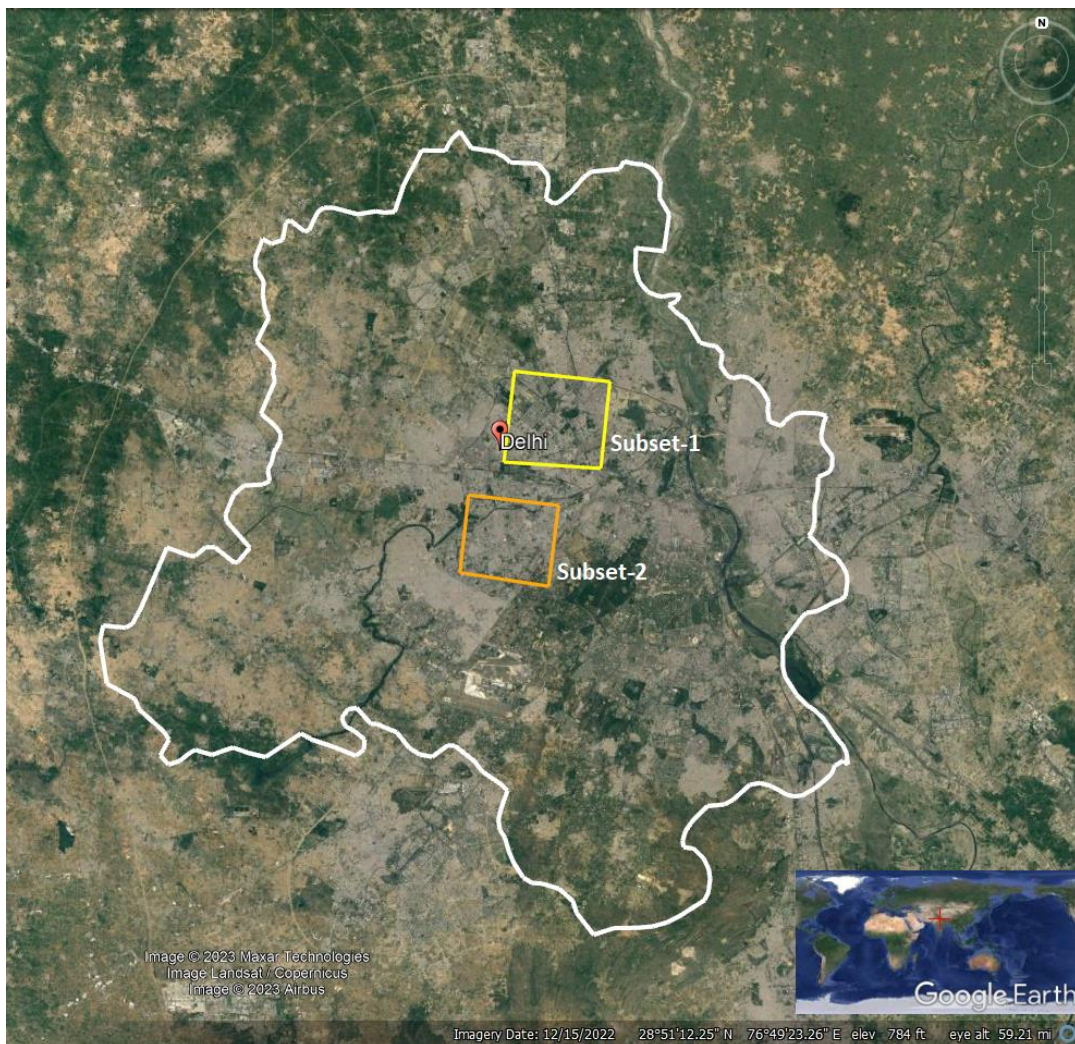 N
Delhi
Subset-1
Subset-2
Image © 2023 Maxar Technologies
Image Landsat / Copernicus
Image © 2023 Airbus
Google Earth
Imagery Date: 12/15/2022 28°51'12.25" N 76°49'23.26" E elev 784 ft eye alt 59.21 mi